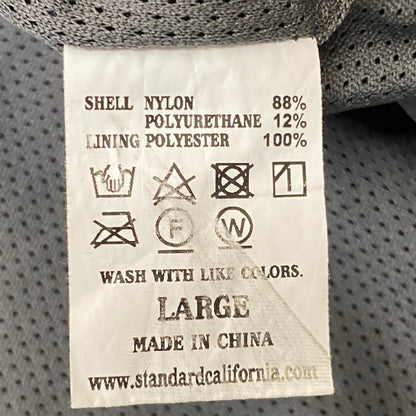 SHELL NYLON 88%
POLYURETHANE 12%
LINING POLYESTER 100%
F W
WASH WITH LIKE COLORS.
LARGE
MADE IN CHINA
www.standardcalifornia.com